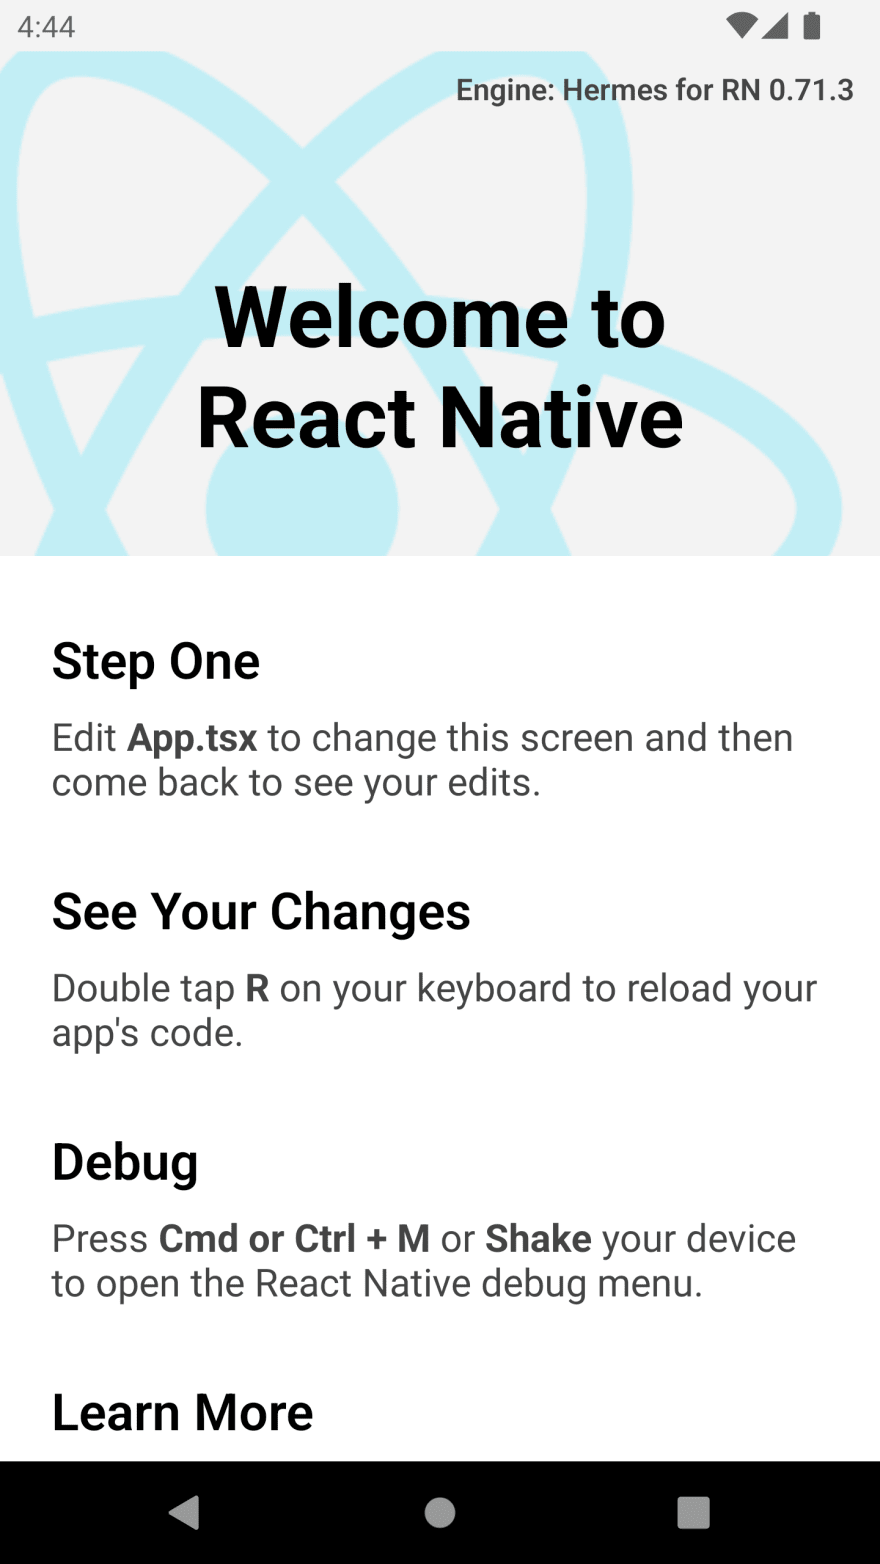 4:44
Engine: Hermes for RN 0.71.3
Welcome to
React Native
Step One
Edit App.tsx to change this screen and then
come back to see your edits.
See Your Changes
Double tap R on your keyboard to reload your
app's code.
Debug
Press Cmd or Ctrl + M or Shake your device
to open the React Native debug menu.
Learn More